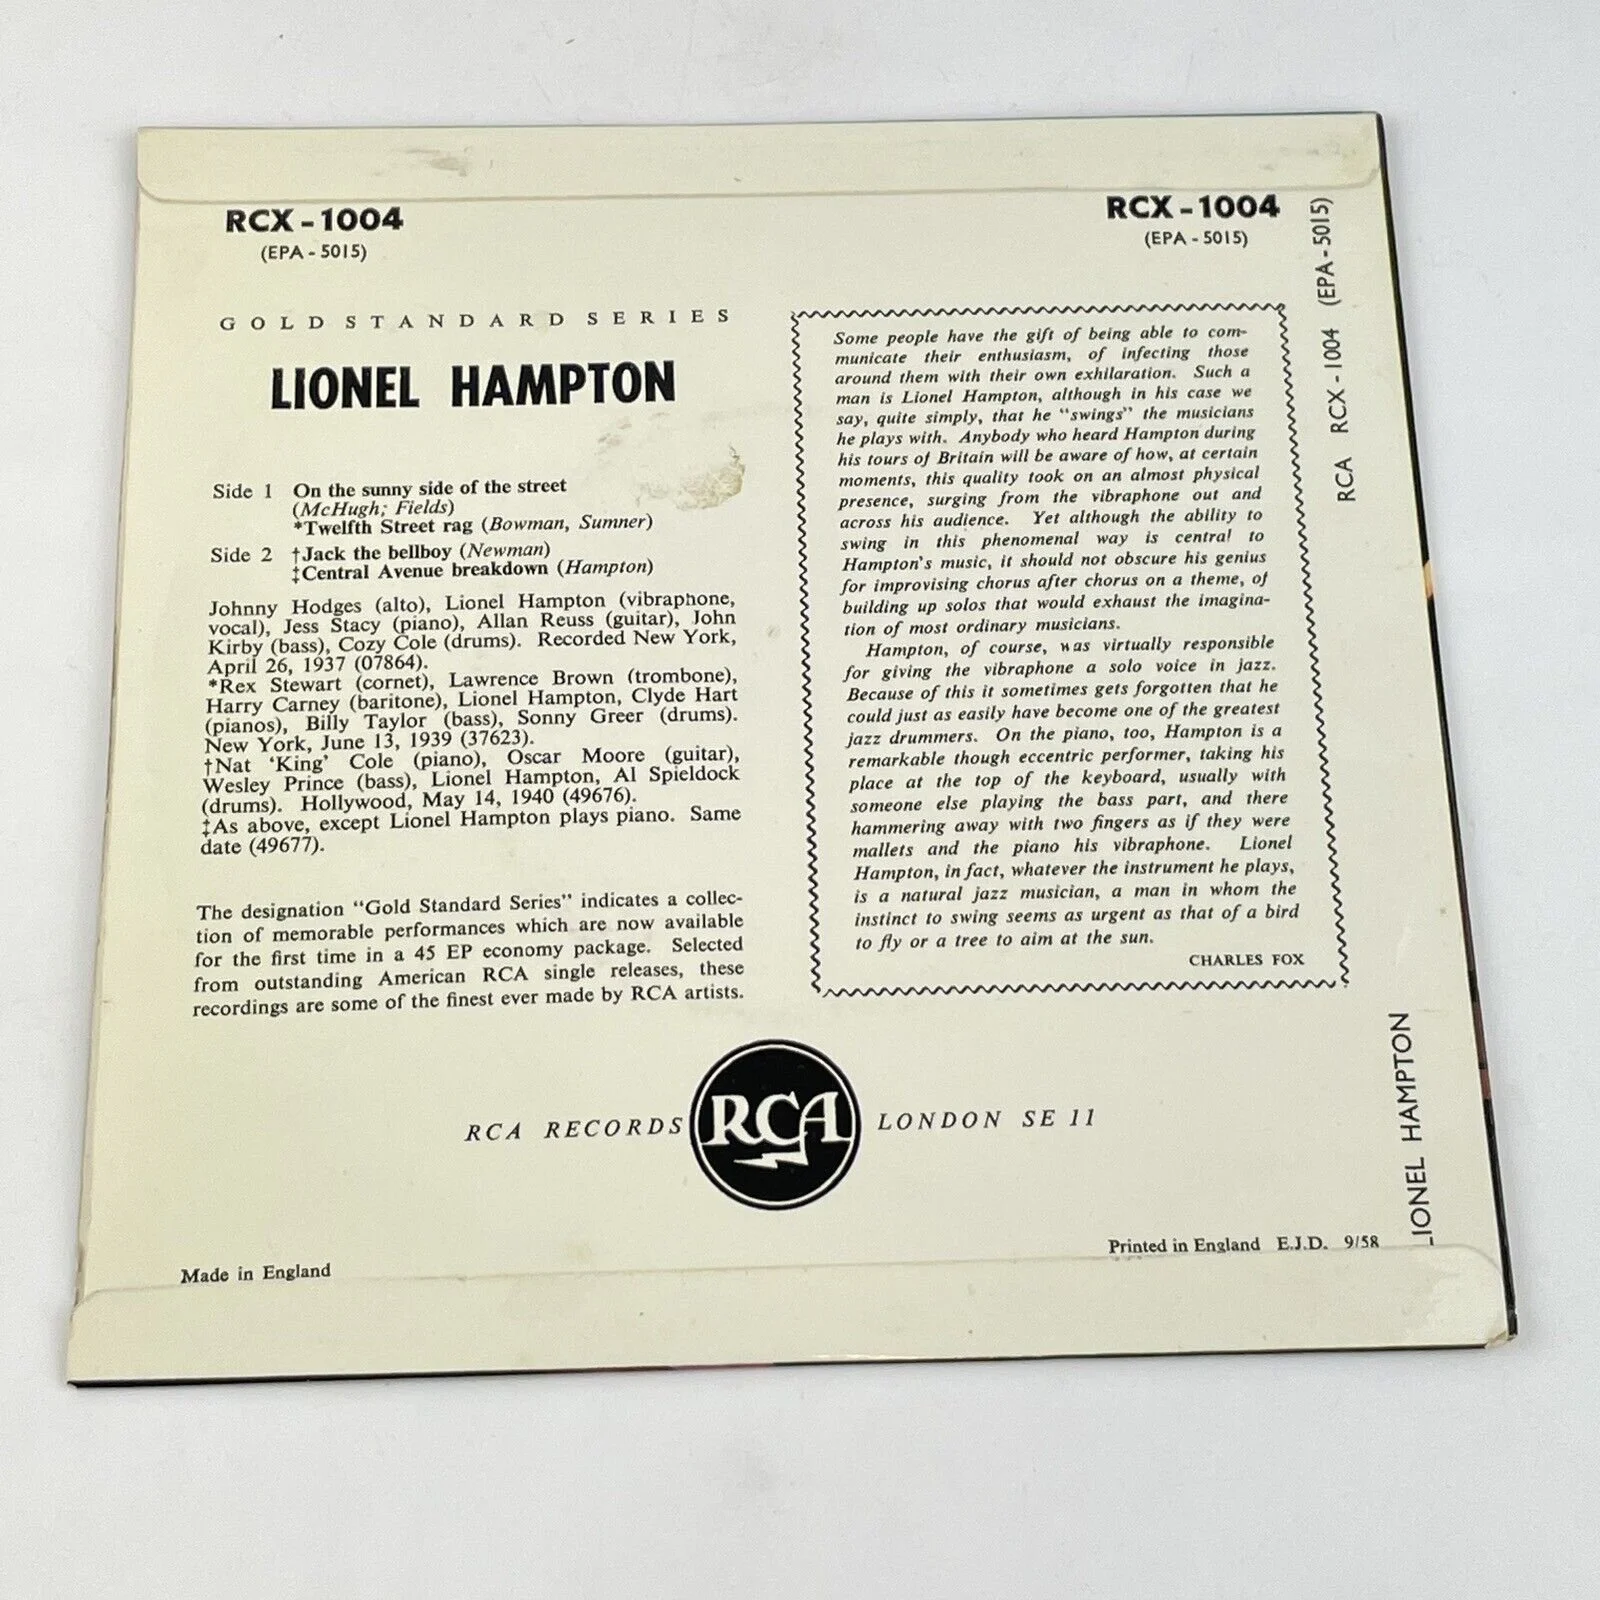 RCX - 1004
(EPA - 5015)
GOLD STANDARD SERIES
LIONEL HAMPTON
Side 1 On the sunny side of the street
(McHugh; Fields)
*Twelfth Street rag (Bowman, Sumner)
Side 2 †Jack the bellboy (Newman)
‡Central Avenue breakdown (Hampton)
Johnny Hodges (alto), Lionel Hampton (vibraphone,
vocal), Jess Stacy (piano), Allan Reuss (guitar), John
Kirby (bass), Cozy Cole (drums). Recorded New York,
April 26, 1937 (07864).
*Rex Stewart (cornet), Lawrence Brown (trombone),
Harry Carney (baritone), Lionel Hampton, Clyde Hart
(pianos), Billy Taylor (bass), Sonny Greer (drums).
New York, June 13, 1939 (37623).
†Nat 'King' Cole (piano), Oscar Moore (guitar),
Wesley Prince (bass), Lionel Hampton, Al Spieldock
(drums). Hollywood, May 14, 1940 (49676).
‡As above, except Lionel Hampton plays piano. Same
date (49677).
The designation "Gold Standard Series" indicates a collec-
tion of memorable performances which are now available
for the first time in a 45 EP economy package. Selected
from outstanding American RCA single releases, these
recordings are some of the finest ever made by RCA artists.
RCX - 1004
(EPA - 5015)
Some people have the gift of being able to com-
municate their enthusiasm, of infecting those
around them with their own exhilaration. Such a
man is Lionel Hampton, although in his case we
say, quite simply, that he "swings" the musicians
he plays with. Anybody who heard Hampton during
his tours of Britain will be aware of how, at certain
moments, this quality took on an almost physical
presence, surging from the vibraphone out and
across his audience. Yet although the ability to
swing in this phenomenal way is central to
Hampton's music, it should not obscure his genius
for improvising chorus after chorus on a theme, of
building up solos that would exhaust the imagina-
tion of most ordinary musicians.
Hampton, of course, was virtually responsible
for giving the vibraphone a solo voice in jazz.
Because of this it sometimes gets forgotten that he
could just as easily have become one of the greatest
jazz drummers. On the piano, too, Hampton is a
remarkable though eccentric performer, taking his
place at the top of the keyboard, usually with
someone else playing the bass part, and there
hammering away with two fingers as if they were
mallets and the piano his vibraphone. Lionel
Hampton, in fact, whatever the instrument he plays,
is a natural jazz musician, a man in whom the
instinct to swing seems as urgent as that of a bird
to fly or a tree to aim at the sun.
CHARLES FOX
RCA RECORDS RCA LONDON SE 11
Made in England
Printed in England E.J.D. 9/58
LIONEL HAMPTON RCA RCX - 1004 (EPA - 5015)